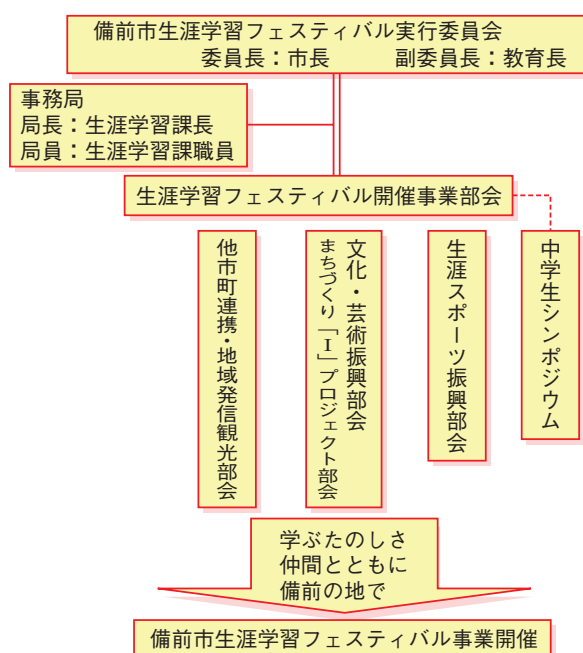 備前市生涯学習フェスティバル実行委員会
委員長：市長　　副委員長：教育長
事務局
局長：生涯学習課長
局員：生涯学習課職員
生涯学習フェスティバル開催事業部会
他市町連携・地域発信観光部会
文化・芸術振興部会
まちづくり「I」プロジェクト部会
生涯スポーツ振興部会
中学生シンポジウム
学ぶたのしさ
仲間とともに
備前の地で
備前市生涯学習フェスティバル事業開催